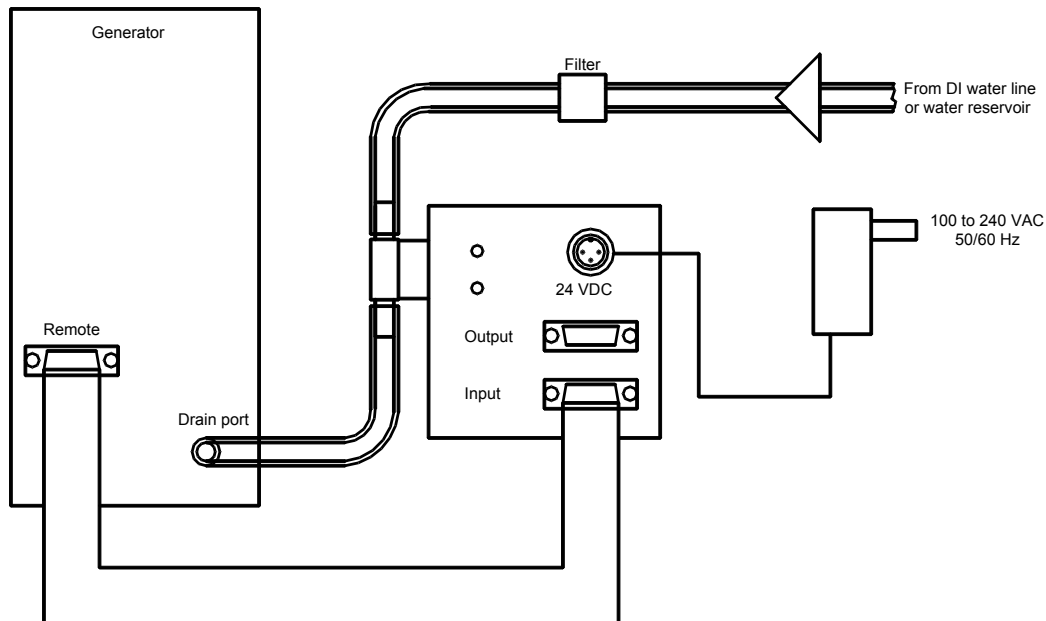 Generator
Filter
From DI water line
or water reservoir
100 to 240 VAC
50/60 Hz
24 VDC
Remote
Output
Input
Drain port